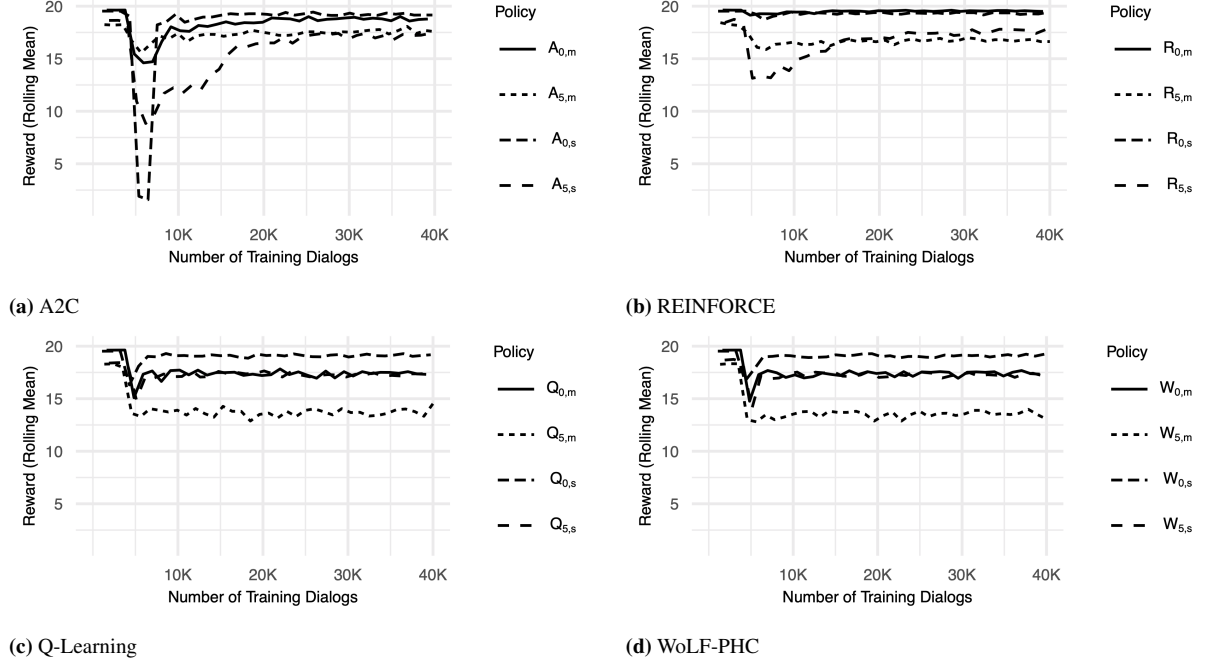 Reward (Rolling Mean)
20
15
10
5
10K 20K 30K 40K
Number of Training Dialogs
Policy
A0,m
A5,m
A0,s
A5,s
(a) A2C
Reward (Rolling Mean)
20
15
10
5
10K 20K 30K 40K
Number of Training Dialogs
Policy
R0,m
R5,m
R0,s
R5,s
(b) REINFORCE
Reward (Rolling Mean)
20
15
10
5
10K 20K 30K 40K
Number of Training Dialogs
Policy
Q0,m
Q5,m
Q0,s
Q5,s
(c) Q-Learning
Reward (Rolling Mean)
20
15
10
5
10K 20K 30K 40K
Number of Training Dialogs
Policy
W0,m
W5,m
W0,s
W5,s
(d) WoLF-PHC